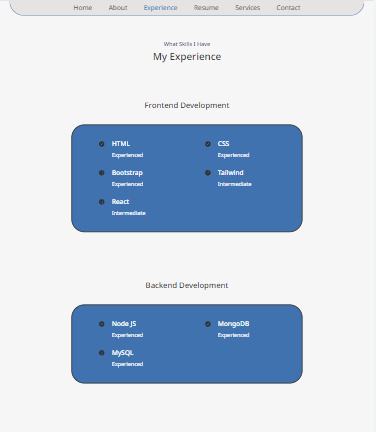 Home About Experience Resume Services Contact
What Skills I Have
My Experience
Frontend Development
HTML CSS
Experienced Experienced
Bootstrap Tailwind
Experienced Intermediate
React
Intermediate
Backend Development
Node JS MongoDB
Experienced Experienced
MySQL
Experienced